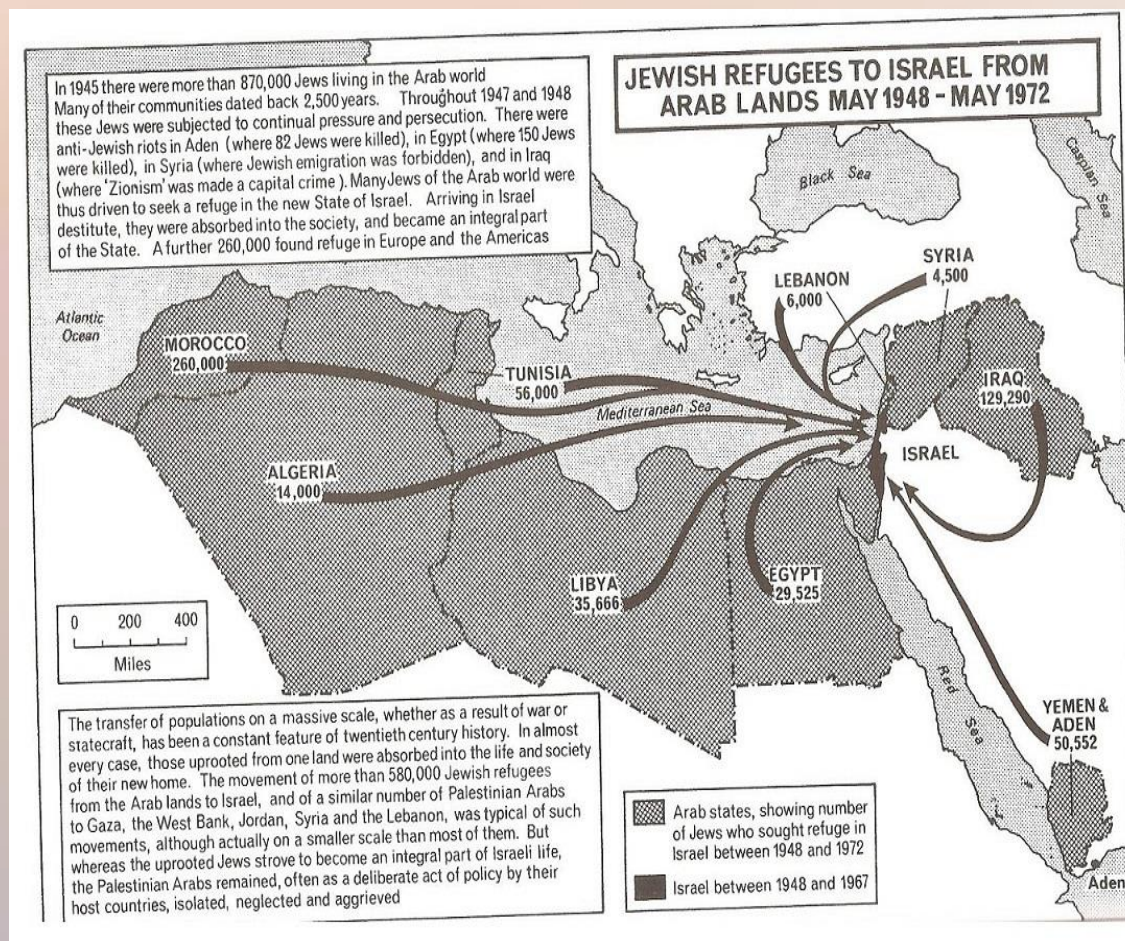 In 1945 there were more than 870,000 Jews living in the Arab world
Many of their communities dated back 2,500 years. Throughout 1947 and 1948
these Jews were subjected to continual pressure and persecution. There were
anti-Jewish riots in Aden (where 82 Jews were killed), in Egypt (where 150 Jews
were killed), in Syria (where Jewish emigration was forbidden), and in Iraq
(where 'Zionism' was made a capital crime). Many Jews of the Arab world were
thus driven to seek a refuge in the new State of Israel. Arriving in Israel
destitute, they were absorbed into the society, and became an integral part
of the State. A further 260,000 found refuge in Europe and the Americas
JEWISH REFUGEES TO ISRAEL FROM
ARAB LANDS MAY 1948 - MAY 1972
Caspian Sea
Black Sea
SYRIA
4,500
LEBANON
6,000
Atlantic
Ocean
MOROCCO
260,000
TUNISIA
56,000
IRAQ
129,290
Mediterranean Sea
ISRAEL
ALGERIA
14,000
LIBYA
35,666
EGYPT
29,525
0 200 400
Miles
Red Sea
YEMEN &
ADEN
50,552
Aden
The transfer of populations on a massive scale, whether as a result of war or
statecraft, has been a constant feature of twentieth century history. In almost
every case, those uprooted from one land were absorbed into the life and society
of their new home. The movement of more than 580,000 Jewish refugees
from the Arab lands to Israel, and of a similar number of Palestinian Arabs
to Gaza, the West Bank, Jordan, Syria and the Lebanon, was typical of such
movements, although actually on a smaller scale than most of them. But
whereas the uprooted Jews strove to become an integral part of Israeli life,
the Palestinian Arabs remained, often as a deliberate act of policy by their
host countries, isolated, neglected and aggrieved
Arab states, showing number
of Jews who sought refuge in
Israel between 1948 and 1972
Israel between 1948 and 1967